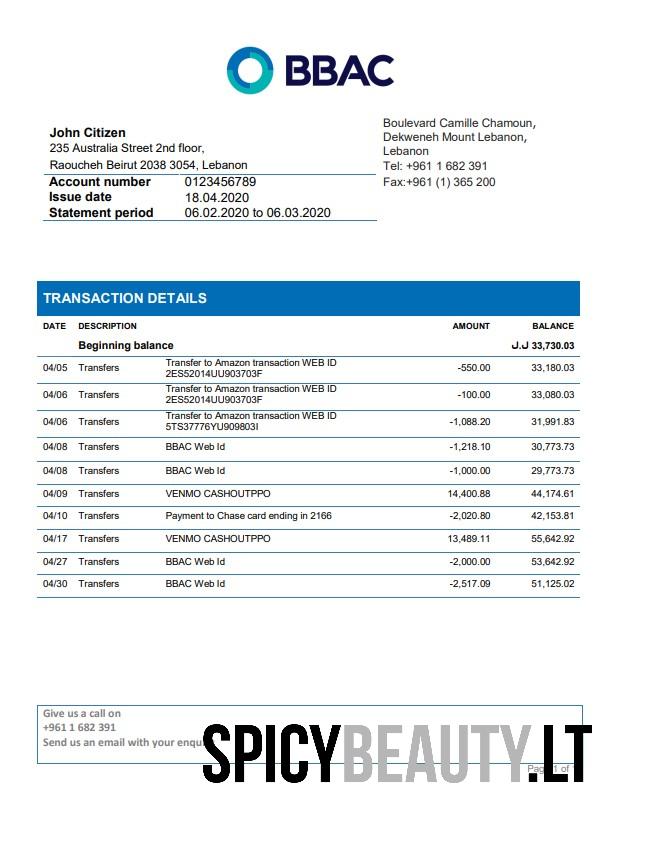 BBAC
John Citizen
235 Australia Street 2nd floor,
Raoucheh Beirut 2038 3054, Lebanon
Account number 0123456789
Issue date 18.04.2020
Statement period 06.02.2020 to 06.03.2020
Boulevard Camille Chamoun,
Dekweneh Mount Lebanon,
Lebanon
Tel: +961 1 682 391
Fax:+961 (1) 365 200
TRANSACTION DETAILS
DATE DESCRIPTION AMOUNT BALANCE
Beginning balance ل.ل 33,730.03
04/05 Transfers Transfer to Amazon transaction WEB ID
2ES52014UU903703F -550.00 33,180.03
04/06 Transfers Transfer to Amazon transaction WEB ID
2ES52014UU903703F -100.00 33,080.03
04/06 Transfers Transfer to Amazon transaction WEB ID
5TS37776YU909803I -1,088.20 31,991.83
04/08 Transfers BBAC Web Id -1,218.10 30,773.73
04/08 Transfers BBAC Web Id -1,000.00 29,773.73
04/09 Transfers VENMO CASHOUTPPO 14,400.88 44,174.61
04/10 Transfers Payment to Chase card ending in 2166 -2,020.80 42,153.81
04/17 Transfers VENMO CASHOUTPPO 13,489.11 55,642.92
04/27 Transfers BBAC Web Id -2,000.00 53,642.92
04/30 Transfers BBAC Web Id -2,517.09 51,125.02
Give us a call on
+961 1 682 391
Send us an email with your
SPICYBEAUTY.LT
1 of